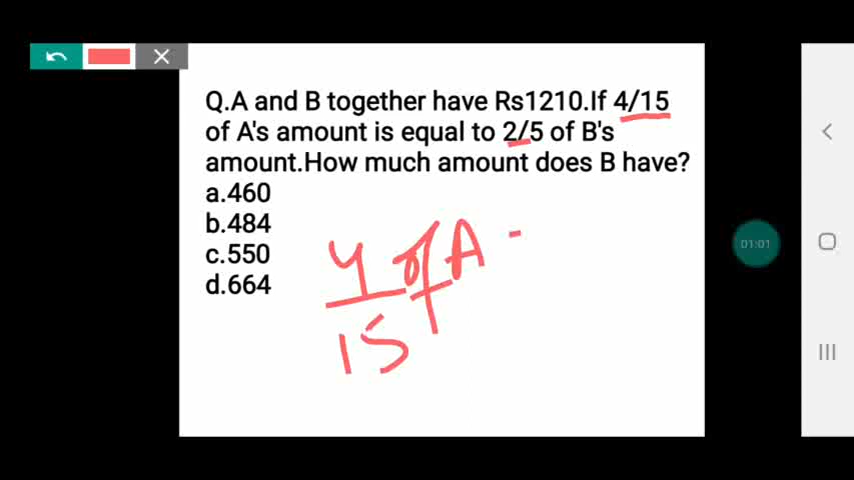 Q.A and B together have Rs1210.If 4/15
of A's amount is equal to 2/5 of B's
amount.How much amount does B have?
a.460
b.484
c.550
d.664
4 of A =
15
01:01